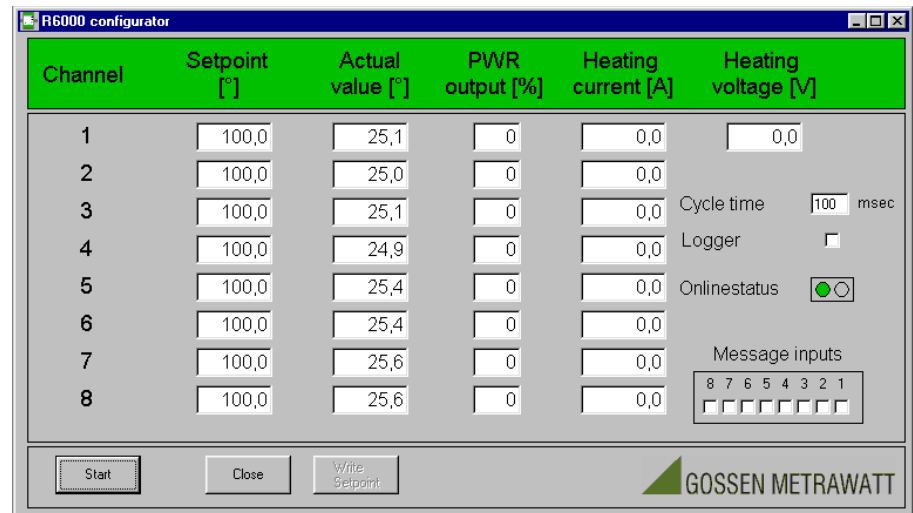 R6000 configurator
Channel Setpoint [°] Actual value [°] PWR output [%] Heating current [A] Heating voltage [V]
1 100,0 25,1 0 0,0 0,0
2 100,0 25,0 0 0,0
3 100,0 25,1 0 0,0 Cycle time 100 msec
4 100,0 24,9 0 0,0 Logger
5 100,0 25,4 0 0,0 Onlinestatus
6 100,0 25,4 0 0,0
7 100,0 25,6 0 0,0 Message inputs
8 7 6 5 4 3 2 1
8 100,0 25,6 0 0,0
Start Close Write Setpoint GOSSEN METRAWATT